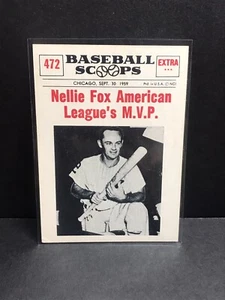 472
BASEBALL SCOOPS
EXTRA
CHICAGO, SEPT. 30 1959
Nellie Fox American
League's M.V.P.